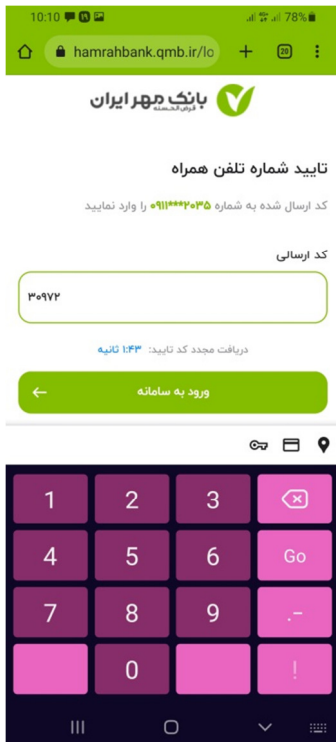 10:10
78%
hamrahbank.qmb.ir/lo
20
بانک مهر ایران
قرض الحسنه
تایید شماره تلفن همراه
کد ارسال شده به شماره ۰۹۱۱***۲۰۳۵ را وارد نمایید
کد ارسالی
۳۰۹۷۲
دریافت مجدد کد تایید: ۱:۴۳ ثانیه
ورود به سامانه
1 2 3
4 5 6 Go
7 8 9 .-
0 !